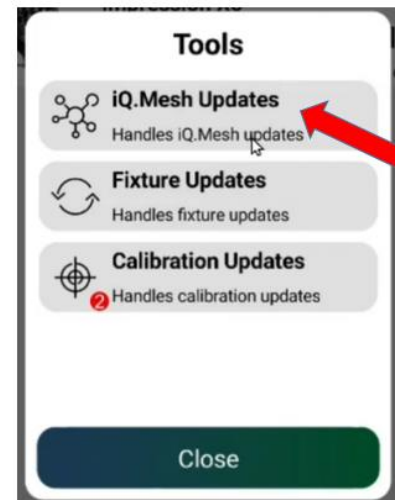 Tools
iQ.Mesh Updates
Handles iQ.Mesh updates
Fixture Updates
Handles fixture updates
Calibration Updates
2
Handles calibration updates
Close